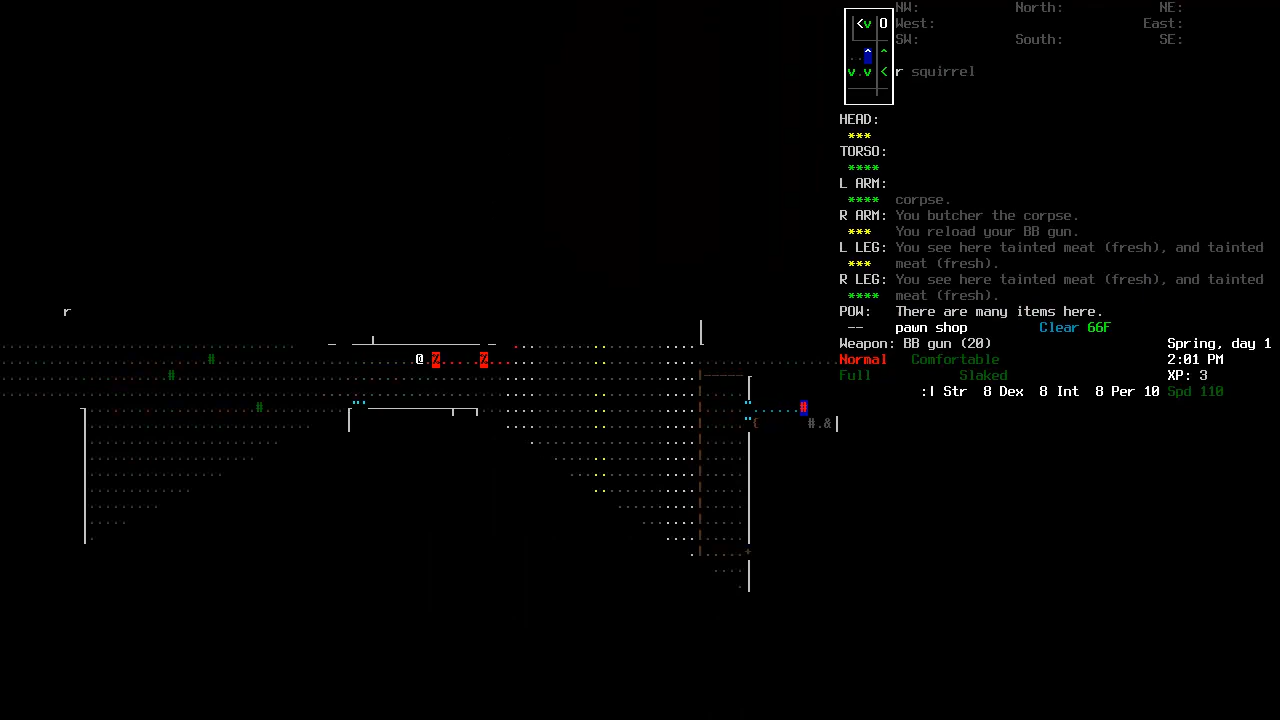 NW: North: NE:
West: East:
SW: South: SE:
r squirrel
HEAD:
***
TORSO:
****
L ARM:
**** corpse.
R ARM: You butcher the corpse.
*** You reload your BB gun.
L LEG: You see here tainted meat (fresh), and tainted
*** meat (fresh).
R LEG: You see here tainted meat (fresh), and tainted
**** meat (fresh).
POW: There are many items here.
-- pawn shop Clear 66F
Weapon: BB gun (20) Spring, day 1
Normal Comfortable 2:01 PM
Full Slaked XP: 3
:| Str 8 Dex 8 Int 8 Per 10 Spd 110